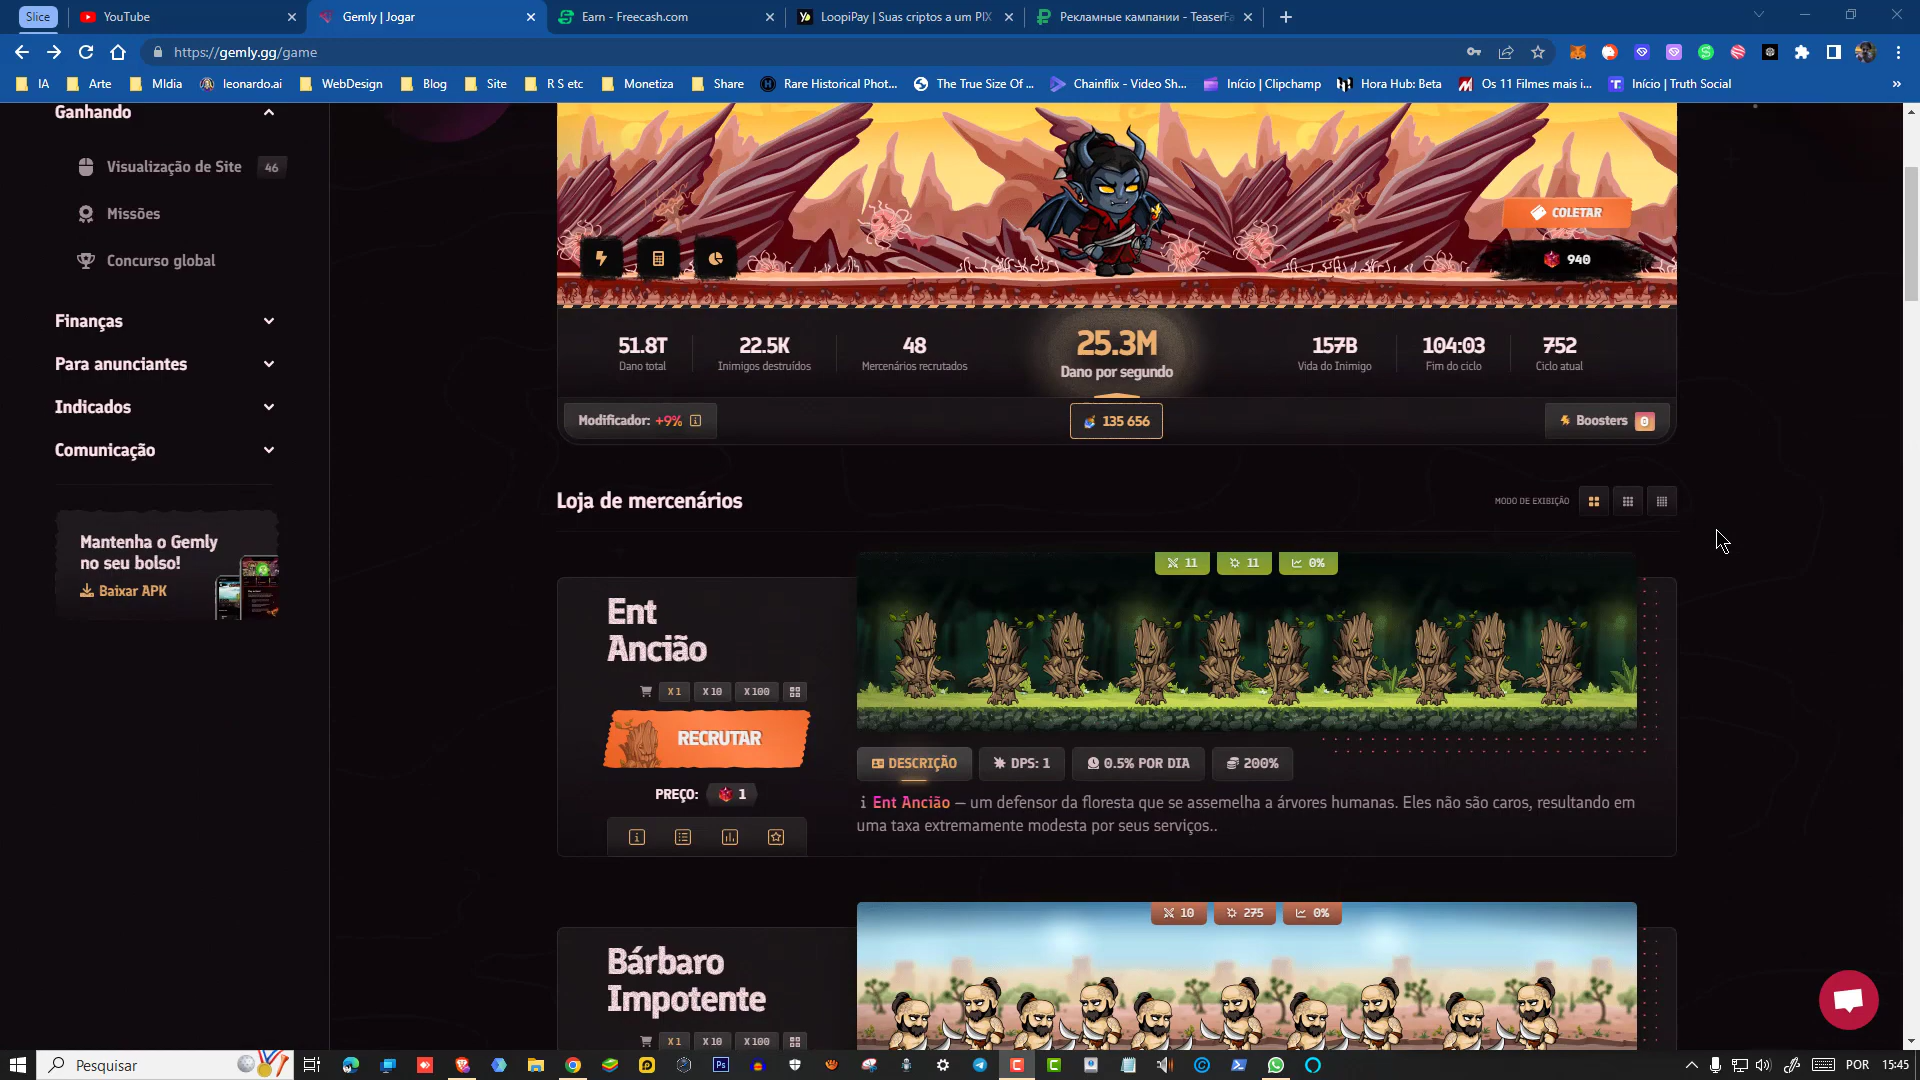 Slice
YouTube
Gemly | Jogar
Earn - Freecash.com
LoopiPay | Suas criptos a um PIX
Рекламные кампании - TeaserFa
https://gemly.gg/game
IA
Arte
MIdia
leonardo.ai
WebDesign
Blog
Site
R S etc
Monetiza
Share
Rare Historical Phot...
The True Size Of ...
Chainflix - Video Sh...
Início | Clipchamp
Hora Hub: Beta
Os 11 Filmes mais i...
Início | Truth Social
»
Ganhando
Visualização de Site
46
Missões
Concurso global
Finanças
Para anunciantes
Indicados
Comunicação
Mantenha o Gemly
no seu bolso!
Baixar APK
COLETAR
940
51.8T
Dano total
22.5K
Inimigos destruídos
48
Mercenários recrutados
25.3M
Dano por segundo
157B
Vida do Inimigo
104:03
Fim do ciclo
752
Ciclo atual
Modificador: +9%
135 656
Boosters 0
Loja de mercenários
MODO DE EXIBIÇÃO
11
11
0%
Ent
Ancião
X 1
X 10
X 100
RECRUTAR
PREÇO: 1
DESCRIÇÃO
DPS: 1
0.5% POR DIA
200%
Ent Ancião — um defensor da floresta que se assemelha a árvores humanas. Eles não são caros, resultando em
uma taxa extremamente modesta por seus serviços..
10
275
0%
Bárbaro
Impotente
X 1
X 10
X 100
Pesquisar
POR
15:45